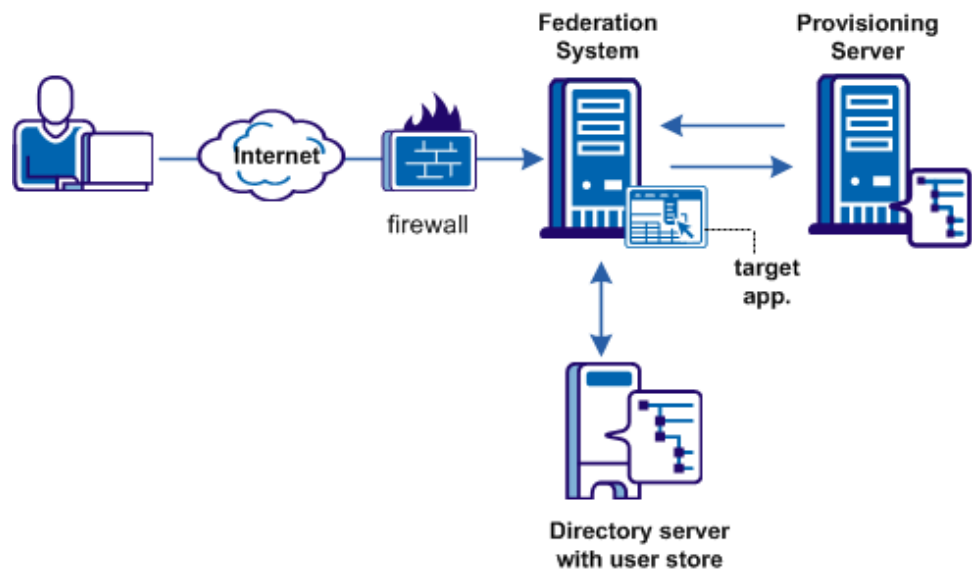 Federation
System
Provisioning
Server
Internet
firewall
target
app.
Directory server
with user store